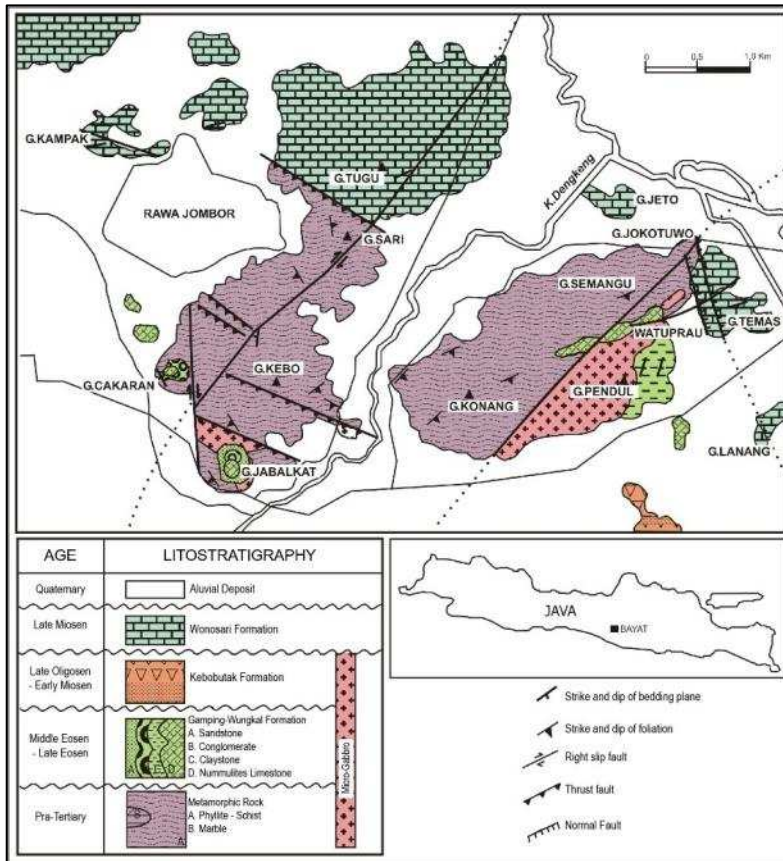 0 0.5 1.0 Km
G.KAMPAK
G.TUGU
K.Dengkeng
G.JETO
RAWA JOMBOR
G.JOKOTUWO
G.SARI
G.SEMANGU
G.TEMAS
WATUPRAU
G.CAKARAN
G.KEBO
G.PENDUL
G.KONANG
G.LANANG
G.JABALKAT
AGE LITOSTRATIGRAPHY
Quaternary Aluvial Deposit
Late Miosen Wonosari Formation
Late Oligosen
- Early Miosen
Kebobutak Formation
Middle Eosen
- Late Eosen
Gamping-Wungkal Formation
A. Sandstone
B. Conglomerate
C. Claystone
D. Nummulites Limestone
Pra-Tertiary
Metamorphic Rock
A. Phyllite - Schist
B. Marble
Micro-Gabbro
JAVA
BAYAT
Strike and dip of bedding plane
Strike and dip of foliation
Right slip fault
Thrust fault
Normal Fault